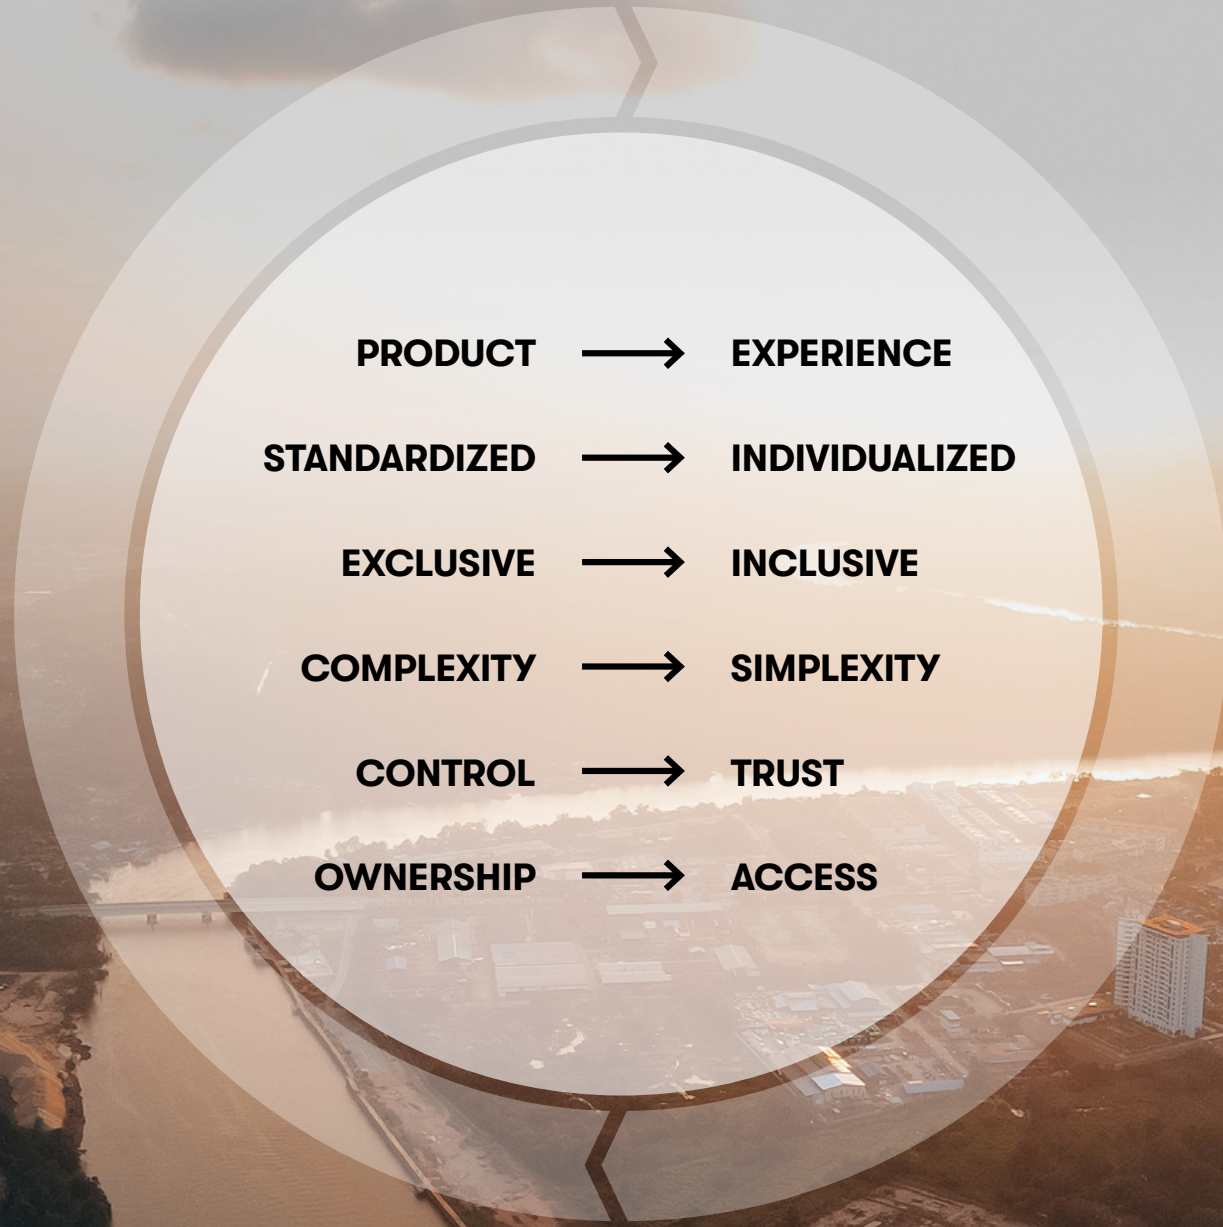 PRODUCT → EXPERIENCE
STANDARDIZED → INDIVIDUALIZED
EXCLUSIVE → INCLUSIVE
COMPLEXITY → SIMPLEXITY
CONTROL → TRUST
OWNERSHIP → ACCESS